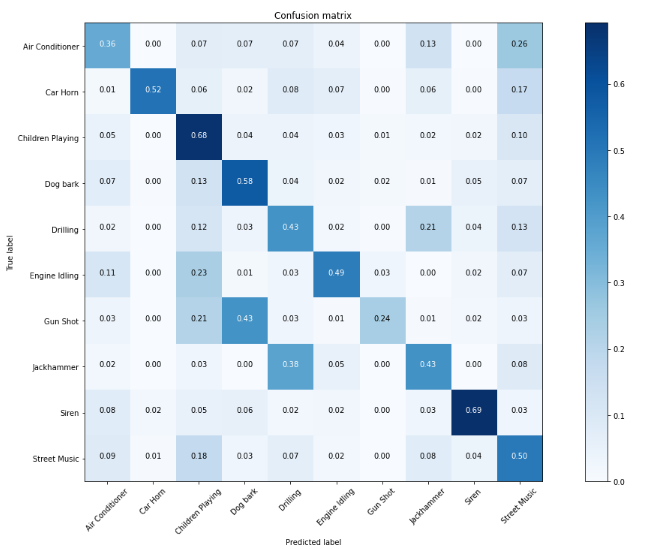 Confusion matrix
Air Conditioner 0.36 0.00 0.07 0.07 0.07 0.04 0.00 0.13 0.00 0.26
Car Horn 0.01 0.52 0.06 0.02 0.08 0.07 0.00 0.06 0.00 0.17
Children Playing 0.05 0.00 0.68 0.04 0.04 0.03 0.01 0.02 0.02 0.10
Dog bark 0.07 0.00 0.13 0.58 0.04 0.02 0.02 0.01 0.05 0.07
Drilling 0.02 0.00 0.12 0.03 0.43 0.02 0.00 0.21 0.04 0.13
Engine Idling 0.11 0.00 0.23 0.01 0.03 0.49 0.03 0.00 0.02 0.07
Gun Shot 0.03 0.00 0.21 0.43 0.03 0.01 0.24 0.01 0.02 0.03
Jackhammer 0.02 0.00 0.03 0.00 0.38 0.05 0.00 0.43 0.00 0.08
Siren 0.08 0.02 0.05 0.06 0.02 0.02 0.00 0.03 0.69 0.03
Street Music 0.09 0.01 0.18 0.03 0.07 0.02 0.00 0.08 0.04 0.50
True label
Air Conditioner Car Horn Children Playing Dog bark Drilling Engine Idling Gun Shot Jackhammer Siren Street Music
Predicted label
0.6
0.5
0.4
0.3
0.2
0.1
0.0